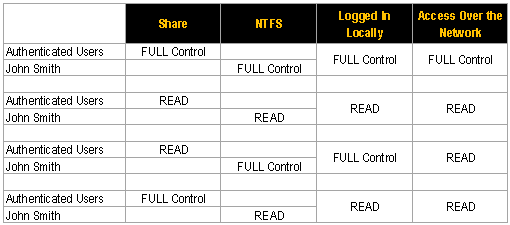 Share NTFS Logged In Locally Access Over the Network
Authenticated Users FULL Control
John Smith FULL Control FULL Control FULL Control
Authenticated Users READ
John Smith READ READ READ
Authenticated Users READ
John Smith FULL Control FULL Control READ
Authenticated Users FULL Control
John Smith READ READ READ